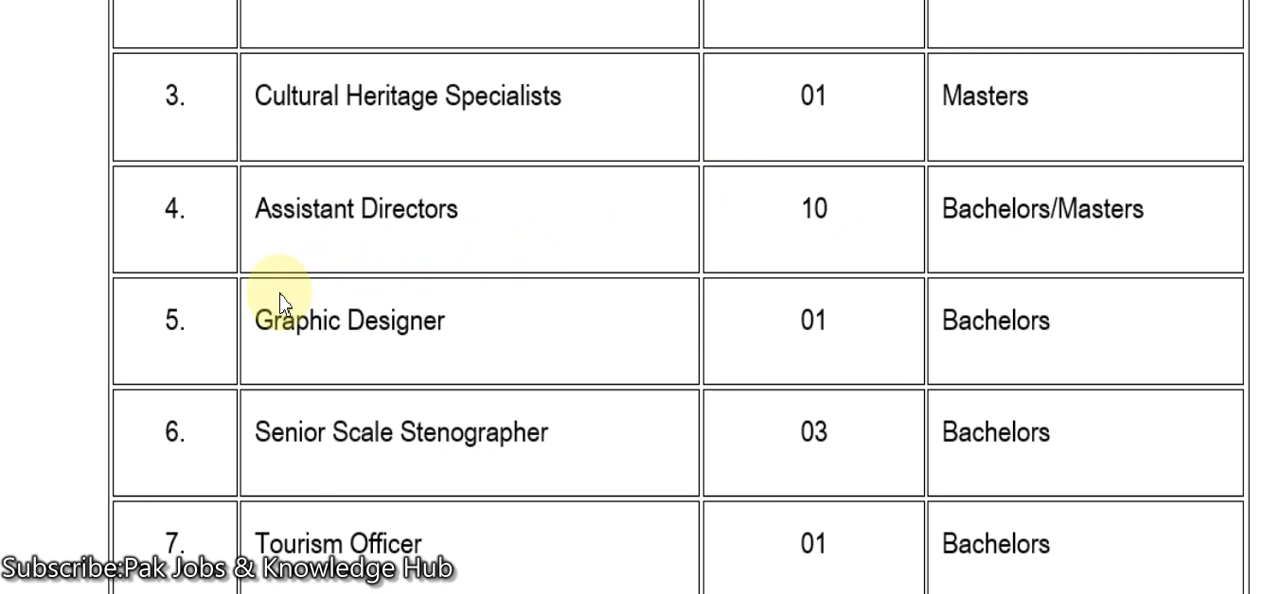 3. Cultural Heritage Specialists 01 Masters
4. Assistant Directors 10 Bachelors/Masters
5. Graphic Designer 01 Bachelors
6. Senior Scale Stenographer 03 Bachelors
7. Tourism Officer 01 Bachelors
Subscribe:Pak Jobs & Knowledge Hub